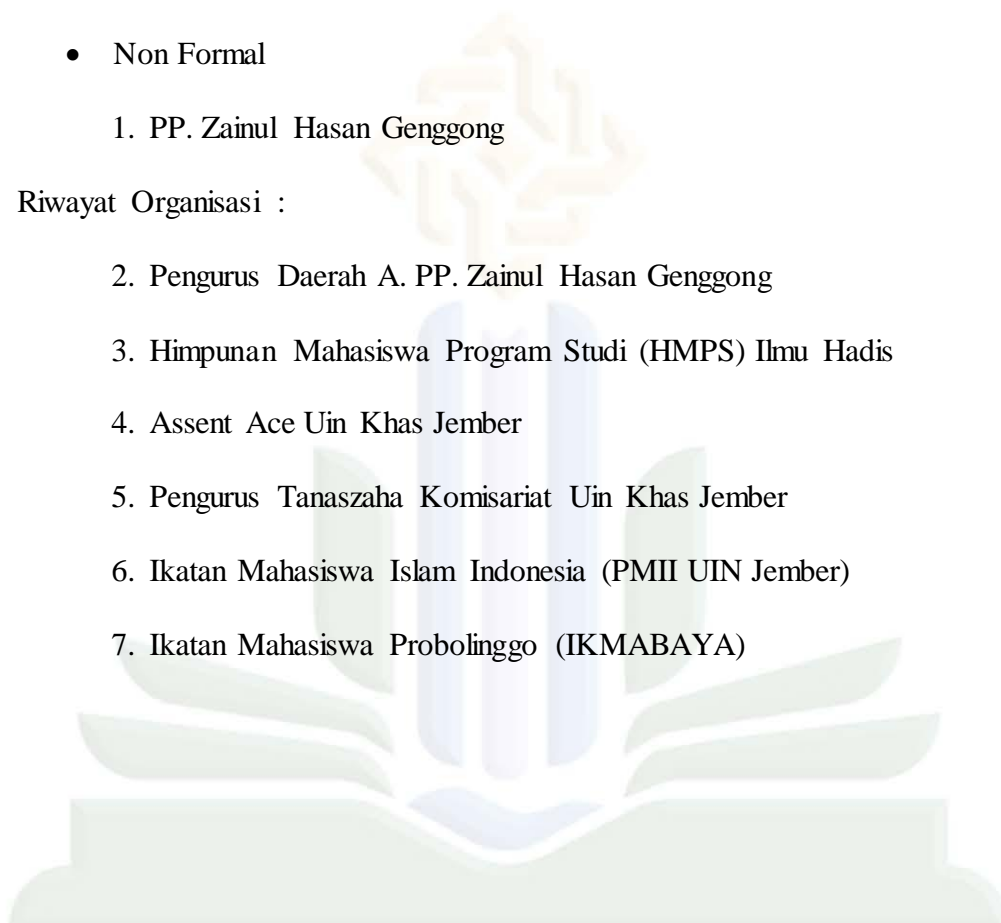 • Non Formal
1. PP. Zainul Hasan Genggong
Riwayat Organisasi :
2. Pengurus Daerah A. PP. Zainul Hasan Genggong
3. Himpunan Mahasiswa Program Studi (HMPS) Ilmu Hadis
4. Assent Ace Uin Khas Jember
5. Pengurus Tanaszaha Komisariat Uin Khas Jember
6. Ikatan Mahasiswa Islam Indonesia (PMII UIN Jember)
7. Ikatan Mahasiswa Probolinggo (IKMABAYA)